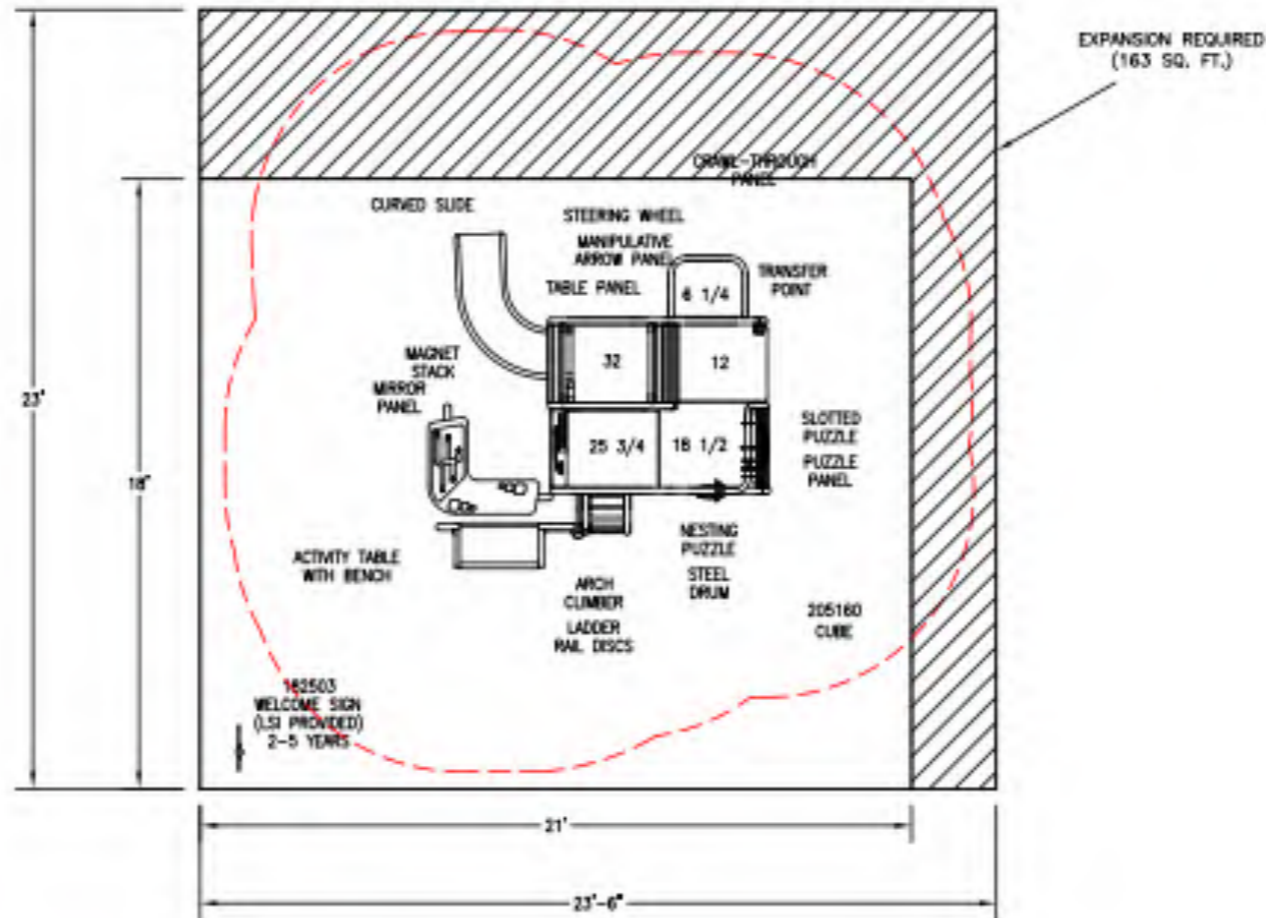 EXPANSION REQUIRED
(163 SQ. FT.)
CRAWL-THROUGH
PANEL
CURVED SLIDE
STEERING WHEEL
MANIPULATIVE
ARROW PANEL
TRANSFER
POINT
TABLE PANEL
6 1/4
MAGNET
STACK
MIRROR
PANEL
32
12
23'
18'
25 3/4
18 1/2
SLOTTED
PUZZLE
PUZZLE
PANEL
ACTIVITY TABLE
WITH BENCH
NESTING
PUZZLE
STEEL
DRUM
ARCH
CLIMBER
LADDER
RAIL DISCS
205160
CUBE
182503
WELCOME SIGN
(LSI PROVIDED)
2-5 YEARS
21'
23'-6"